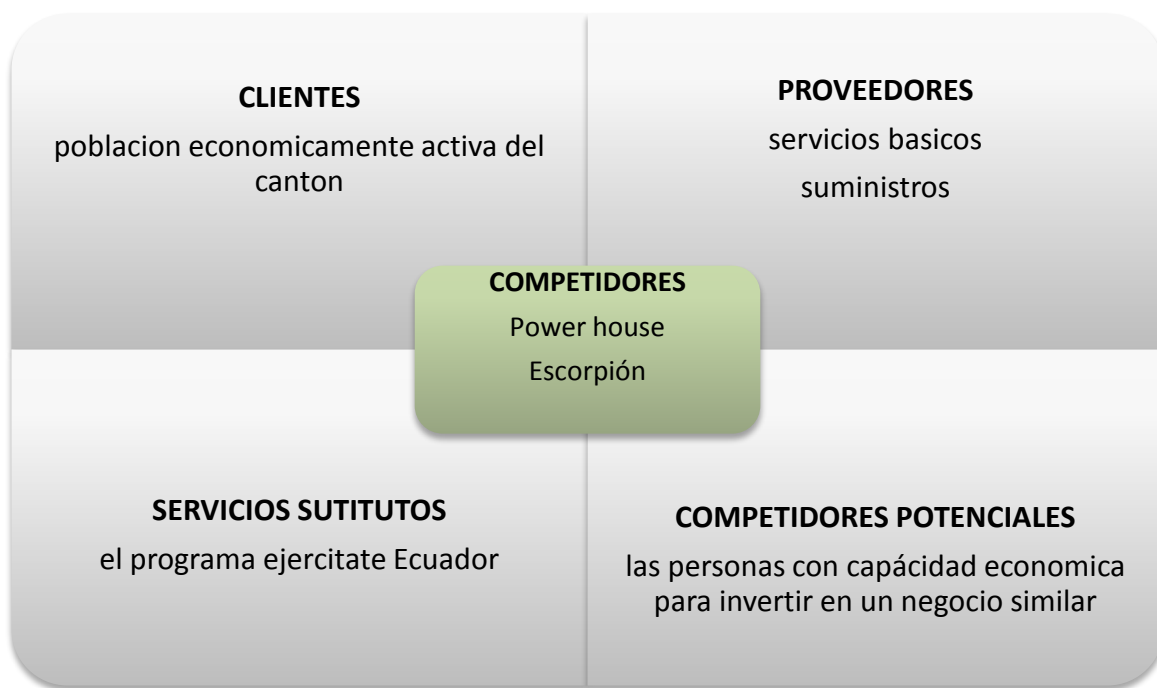 CLIENTES
poblacion economicamente activa del
canton
PROVEEDORES
servicios basicos
suministros
COMPETIDORES
Power house
Escorpión
SERVICIOS SUTITUTOS
el programa ejercitate Ecuador
COMPETIDORES POTENCIALES
las personas con capácidad economica
para invertir en un negocio similar